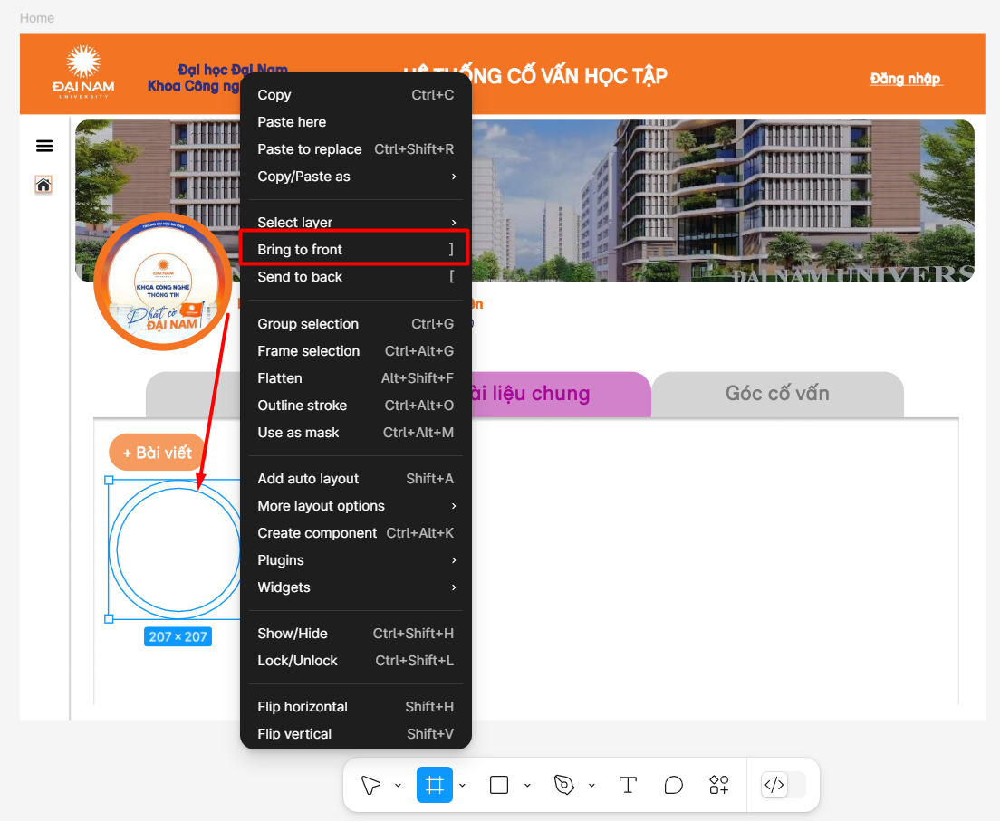 Home
ĐẠI NAM
UNIVERSITY
Đại học Đại Nam
Khoa Công ng
HỆ THỐNG CỐ VẤN HỌC TẬP
Đăng nhập
Copy Ctrl+C
Paste here
Paste to replace Ctrl+Shift+R
Copy/Paste as
Select layer
Bring to front ]
Send to back [
Group selection Ctrl+G
Frame selection Ctrl+Alt+G
Flatten Alt+Shift+F
Outline stroke Ctrl+Alt+O
Use as mask Ctrl+Alt+M
Add auto layout Shift+A
More layout options
Create component Ctrl+Alt+K
Plugins
Widgets
Show/Hide Ctrl+Shift+H
Lock/Unlock Ctrl+Shift+L
Flip horizontal Shift+H
Flip vertical Shift+V
TRƯỜNG ĐẠI HỌC ĐẠI NAM
ĐẠI NAM
KHOA CÔNG NGHỆ
THÔNG TIN
Phất cờ
ĐẠI NAM
ĐẠI NAM UNIVERS
ài liệu chung
Góc cố vấn
+ Bài viết
207 × 207